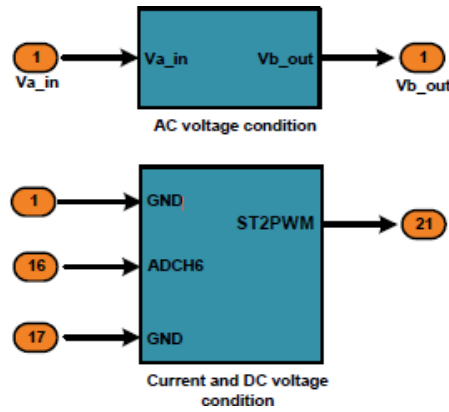 1
Va_in
Va_in
Vb_out
1
Vb_out
AC voltage condition
1
GND
ST2PWM
21
16
ADCH6
17
GND
Current and DC voltage
condition